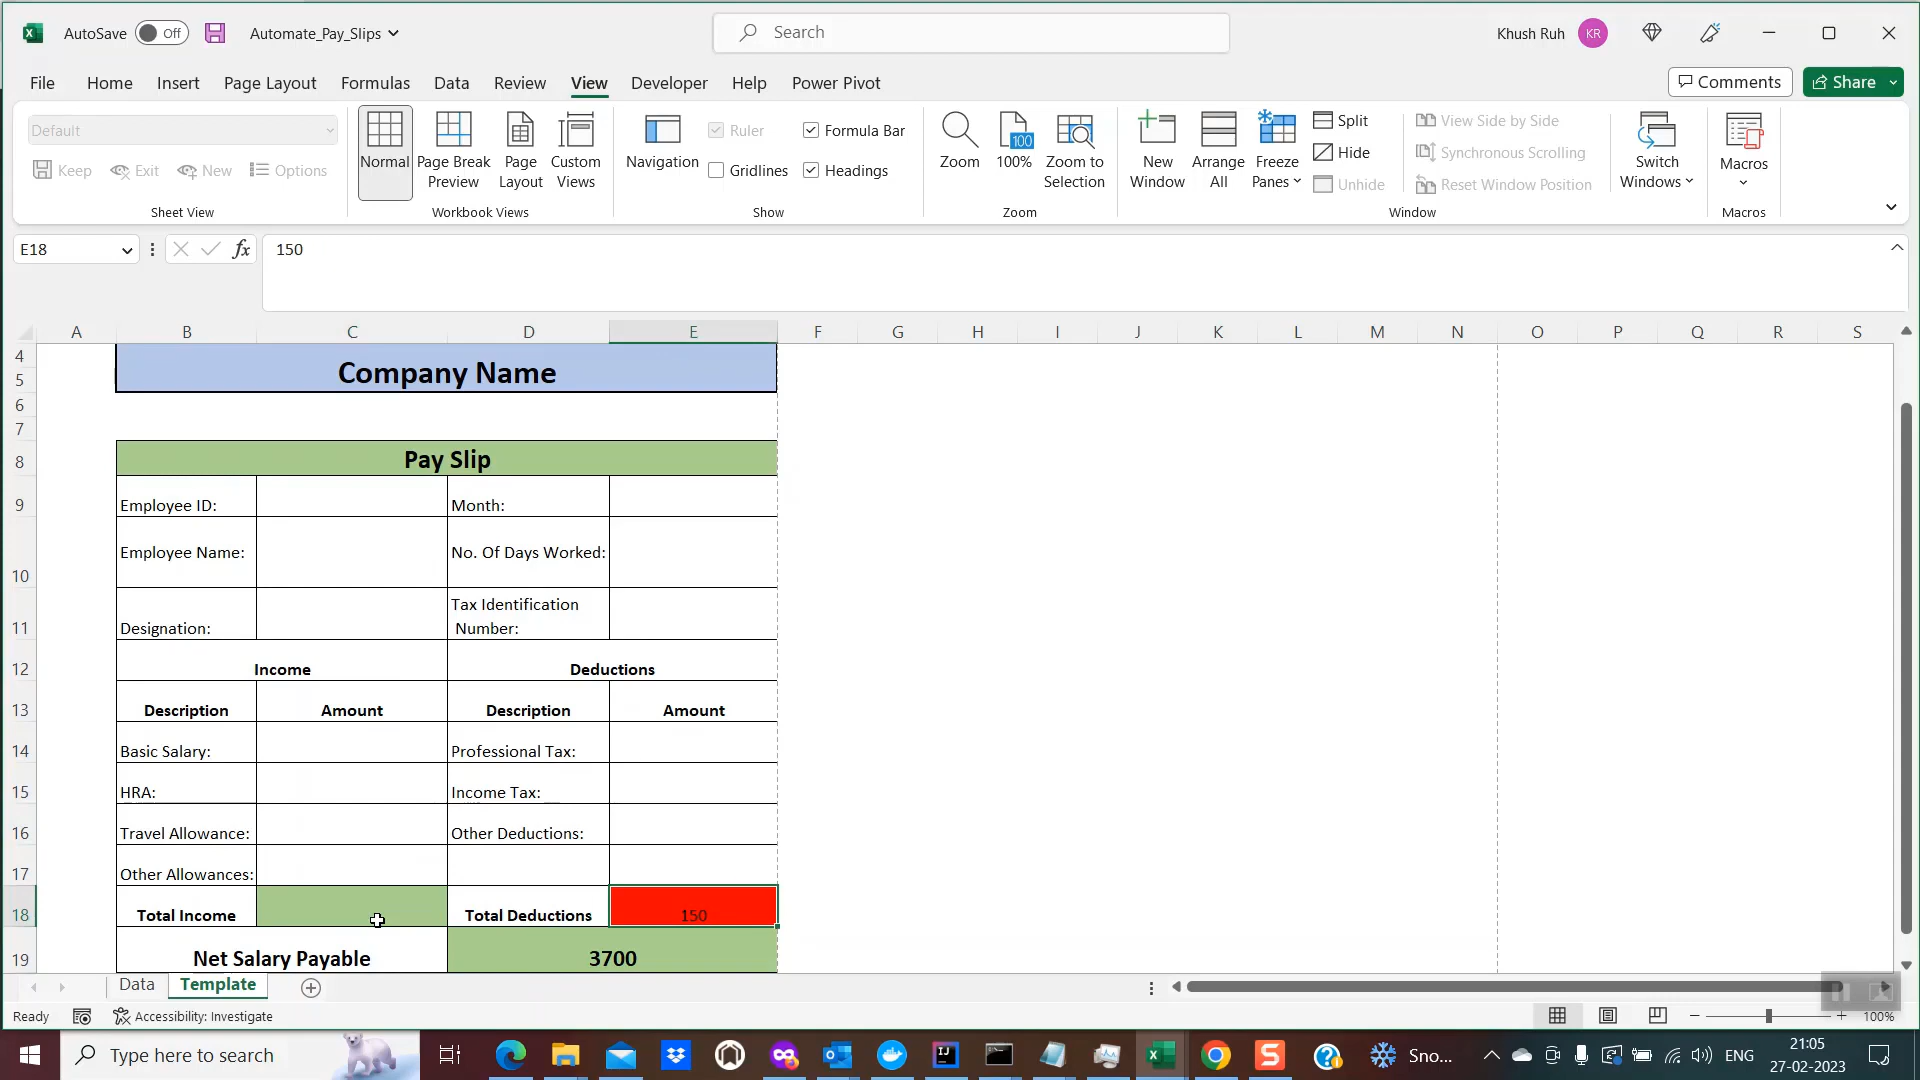 AutoSave Off Automate_Pay_Slips Search Khush Ruh KR
File Home Insert Page Layout Formulas Data Review View Developer Help Power Pivot Comments Share
Default
Keep Exit New Options
Sheet View
Normal Page Break Preview Page Layout Custom Views
Workbook Views
Navigation Ruler Formula Bar
Gridlines Headings
Show
Zoom 100 100% Zoom to Selection
Zoom
New Window Arrange All Freeze Panes
Split
Hide
Unhide
View Side by Side
Synchronous Scrolling
Reset Window Position
Switch Windows
Window
Macros
Macros
E18 fx 150
A B C D E F G H I J K L M N O P Q R S
4
5 Company Name
6
7
8 Pay Slip
9 Employee ID: Month:
10 Employee Name: No. Of Days Worked:
11 Designation: Tax Identification Number:
12 Income Deductions
13 Description Amount Description Amount
14 Basic Salary: Professional Tax:
15 HRA: Income Tax:
16 Travel Allowance: Other Deductions:
17 Other Allowances:
18 Total Income Total Deductions 150
19 Net Salary Payable 3700
Data Template
Ready Accessibility: Investigate 100%
Type here to search IJ S Sno... ENG 21:05
27-02-2023